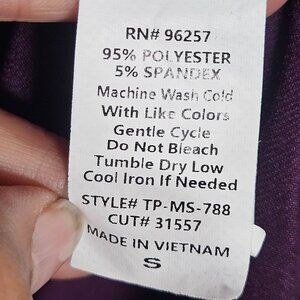 RN# 96257
95% POLYESTER
5% SPANDEX
Machine Wash Cold
With Like Colors
Gentle Cycle
Do Not Bleach
Tumble Dry Low
Cool Iron If Needed
STYLE# TP-MS-788
CUT# 31557
MADE IN VIETNAM
S